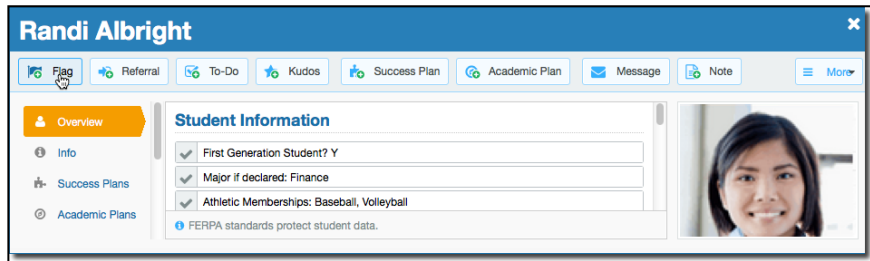 Randi Albright
Flag Referral To-Do Kudos Success Plan Academic Plan Message Note More
Overview
Info
Success Plans
Academic Plans
Student Information
First Generation Student? Y
Major if declared: Finance
Athletic Memberships: Baseball, Volleyball
FERPA standards protect student data.